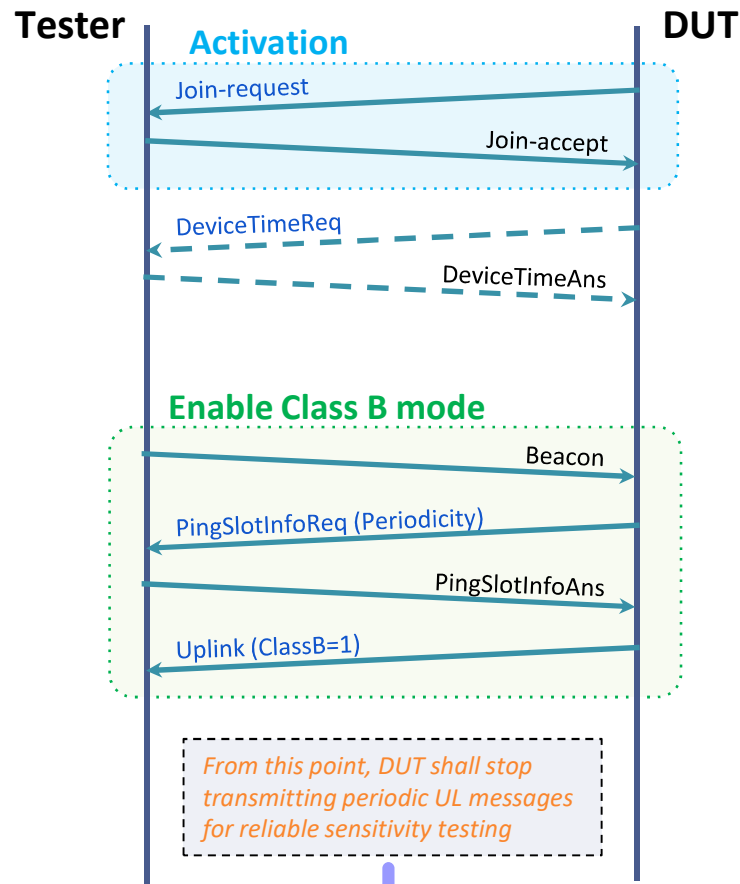 Tester
DUT
Activation
Join-request
Join-accept
DeviceTimeReq
DeviceTimeAns
Enable Class B mode
Beacon
PingSlotInfoReq (Periodicity)
PingSlotInfoAns
Uplink (ClassB=1)
From this point, DUT shall stop
transmitting periodic UL messages
for reliable sensitivity testing